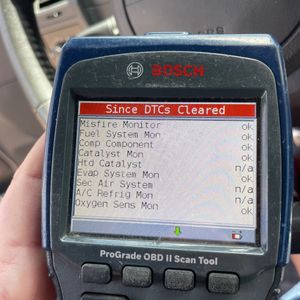 BOSCH
Since DTCs Cleared
Misfire Monitor ok
Fuel System Mon ok
Comp Component ok
Catalyst Mon ok
Htd Catalyst n/a
Evap System Mon ok
Sec Air System n/a
A/C Refrig Mon n/a
Oxygen Sens Mon ok
ProGrade OBD II Scan Tool